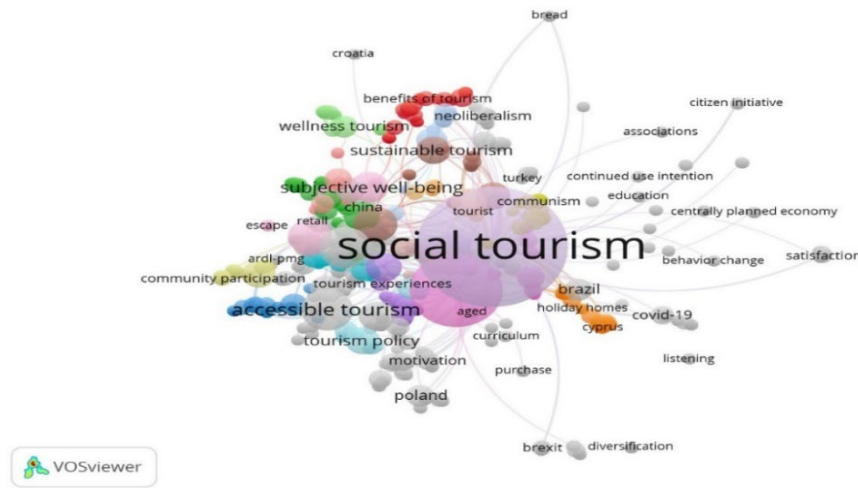 bread
croatia
benefits of tourism
citizen initiative
neoliberalism
wellness tourism
associations
sustainable tourism
turkey
continued use intention
subjective well-being
education
communism
china
tourist
centrally planned economy
retail
escape
social tourism
satisfaction
ardl-pmg
behavior change
community participation
tourism experiences
brazil
accessible tourism
aged
holiday homes
covid-19
cyprus
tourism policy
curriculum
motivation
listening
purchase
poland
brexit
diversification
VOSviewer